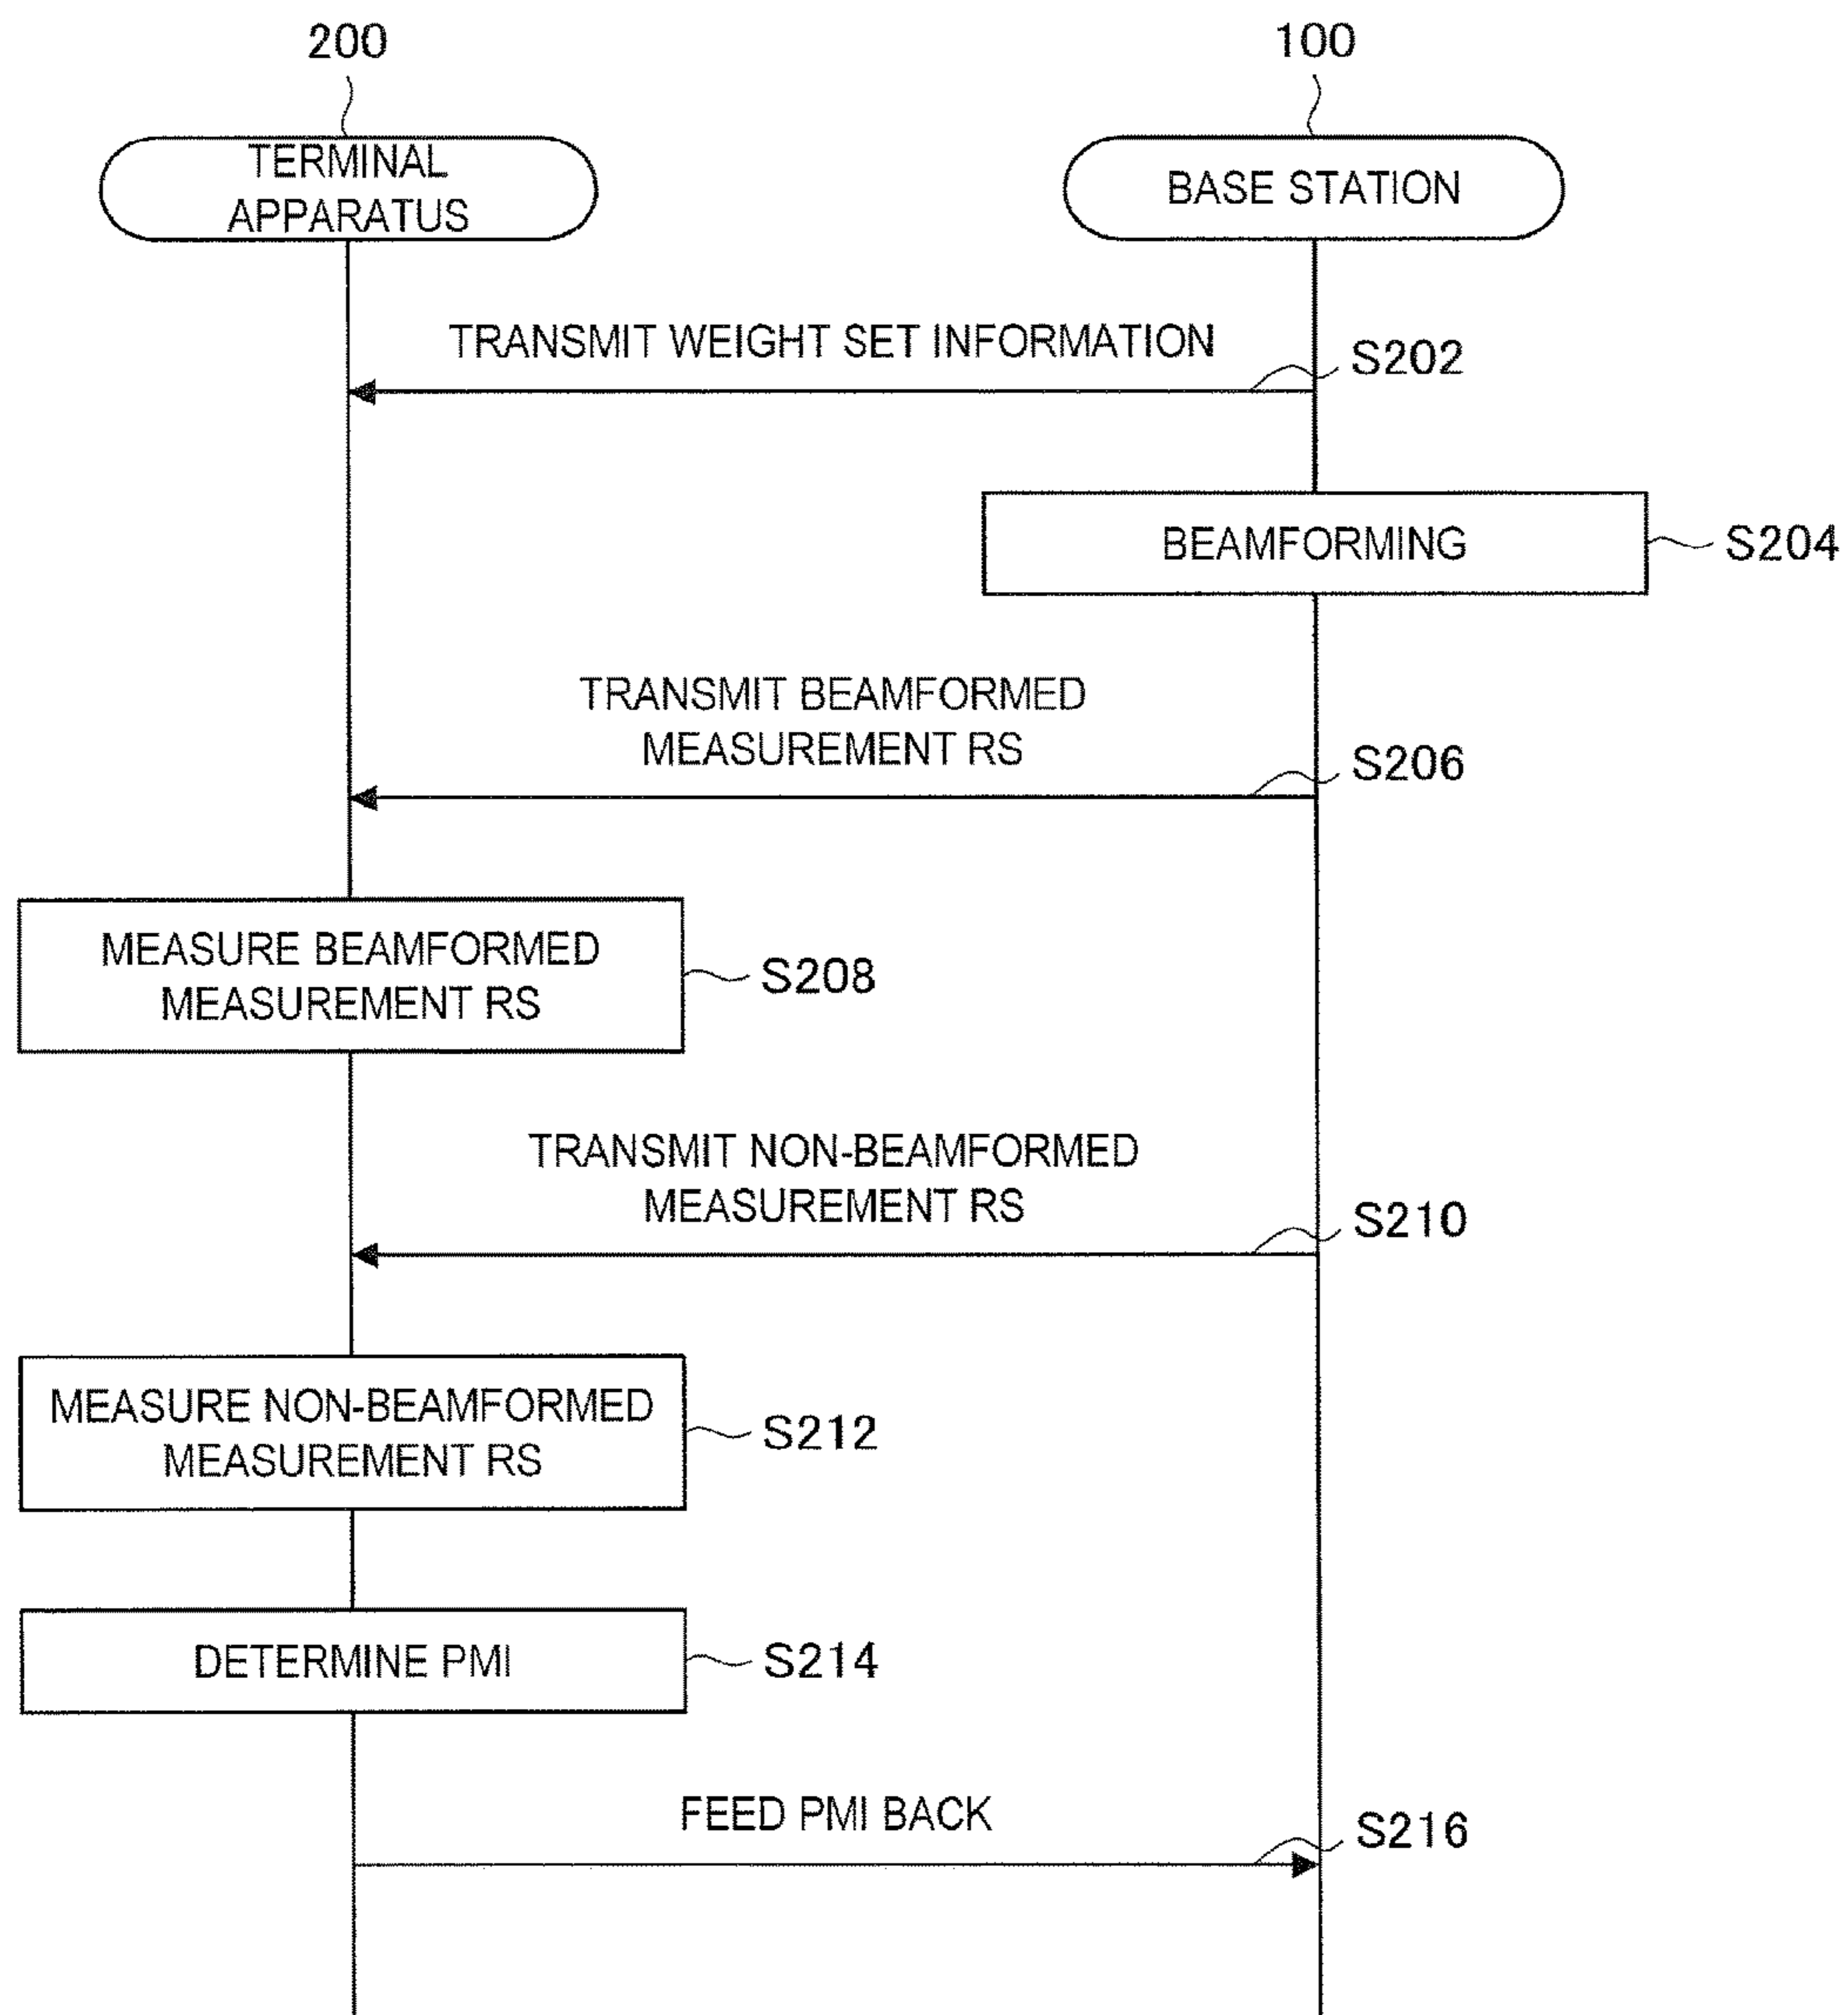 200
100
TERMINAL
APPARATUS
BASE STATION
TRANSMIT WEIGHT SET INFORMATION
S202
BEAMFORMING
S204
TRANSMIT BEAMFORMED
MEASUREMENT RS
S206
MEASURE BEAMFORMED
MEASUREMENT RS
S208
TRANSMIT NON-BEAMFORMED
MEASUREMENT RS
S210
MEASURE NON-BEAMFORMED
MEASUREMENT RS
S212
DETERMINE PMI
S214
FEED PMI BACK
S216